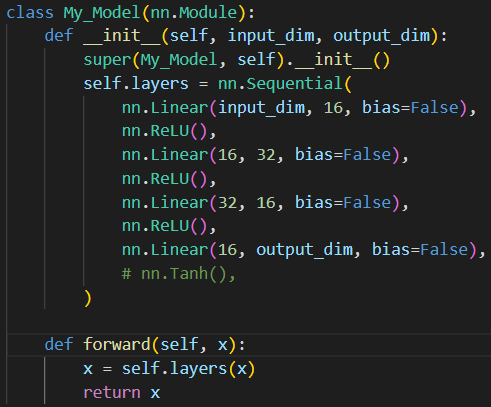 class My_Model(nn.Module):
    def __init__(self, input_dim, output_dim):
        super(My_Model, self).__init__()
        self.layers = nn.Sequential(
            nn.Linear(input_dim, 16, bias=False),
            nn.ReLU(),
            nn.Linear(16, 32, bias=False),
            nn.ReLU(),
            nn.Linear(32, 16, bias=False),
            nn.ReLU(),
            nn.Linear(16, output_dim, bias=False),
            # nn.Tanh(),
        )
    def forward(self, x):
        x = self.layers(x)
        return x